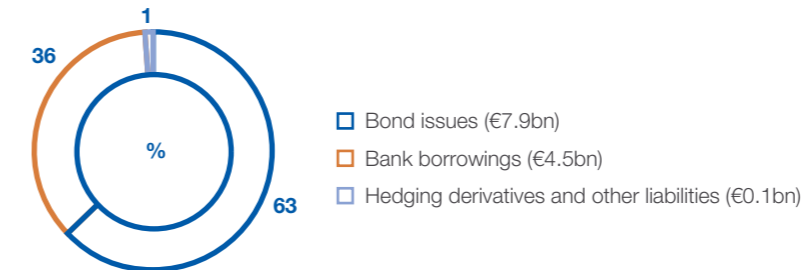 1
36
%
63
Bond issues (€7.9bn)
Bank borrowings (€4.5bn)
Hedging derivatives and other liabilities (€0.1bn)